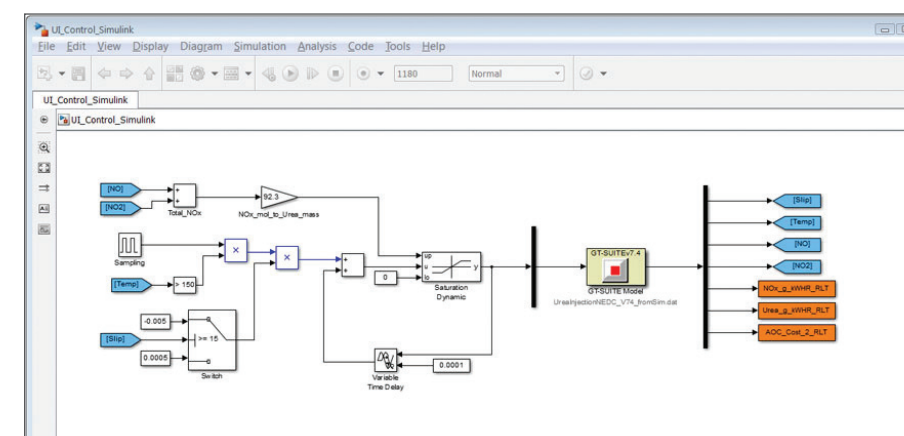 UI_Control_Simulink
File Edit View Display Diagram Simulation Analysis Code Tools Help
1180 Normal
UI_Control_Simulink
UI_Control_Simulink
[NO]
[NO2]
+
+
Total_NOx
92.3
NOx_mol_to_Urea_mass
Sampling
×
×
[Temp]
> 150
+
+
0
up
u
lo
y
Saturation
Dynamic
-0.005
[Slip]
>= 15
0.0005
Switch
Variable
Time Delay
0.0001
GT-SUITEv7.4
GT-SUITE Model
UreaInjectionNEDC_V74_fromSim.dat
[Slip]
[Temp]
[NO]
[NO2]
NOx_g_kWHR_RLT
Urea_g_kWHR_RLT
AOC_Cost_2_RLT